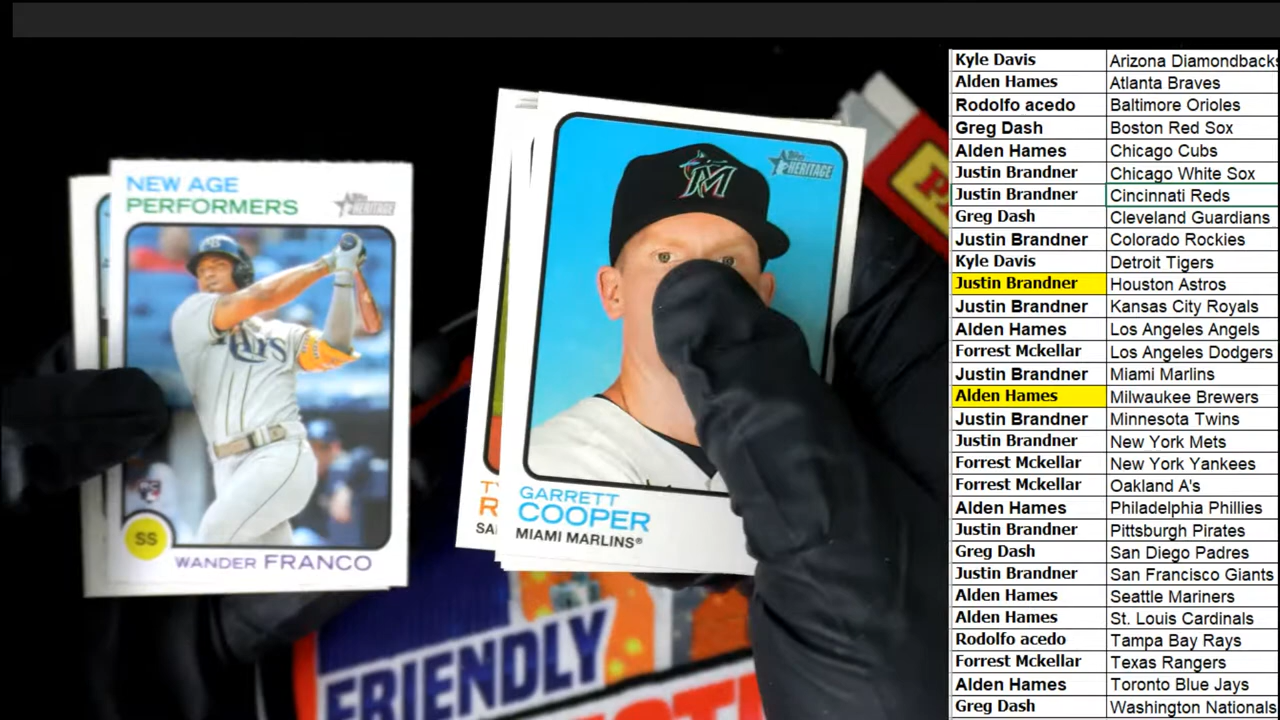 NEW AGE
PERFORMERS
Topps HERITAGE
Rays
SS
WANDER FRANCO
Topps HERITAGE
M
GARRETT
COOPER
MIAMI MARLINS®
FRIENDLY
Kyle Davis Arizona Diamondbacks
Alden Hames Atlanta Braves
Rodolfo acedo Baltimore Orioles
Greg Dash Boston Red Sox
Alden Hames Chicago Cubs
Justin Brandner Chicago White Sox
Justin Brandner Cincinnati Reds
Greg Dash Cleveland Guardians
Justin Brandner Colorado Rockies
Kyle Davis Detroit Tigers
Justin Brandner Houston Astros
Justin Brandner Kansas City Royals
Alden Hames Los Angeles Angels
Forrest Mckellar Los Angeles Dodgers
Justin Brandner Miami Marlins
Alden Hames Milwaukee Brewers
Justin Brandner Minnesota Twins
Justin Brandner New York Mets
Forrest Mckellar New York Yankees
Forrest Mckellar Oakland A's
Alden Hames Philadelphia Phillies
Justin Brandner Pittsburgh Pirates
Greg Dash San Diego Padres
Justin Brandner San Francisco Giants
Alden Hames Seattle Mariners
Alden Hames St. Louis Cardinals
Rodolfo acedo Tampa Bay Rays
Forrest Mckellar Texas Rangers
Alden Hames Toronto Blue Jays
Greg Dash Washington Nationals